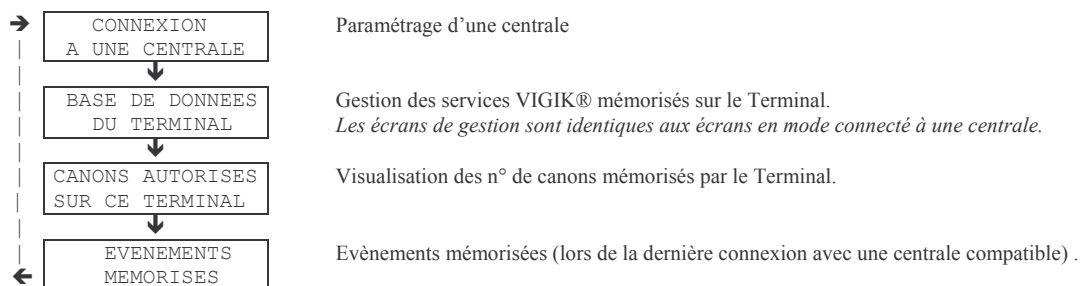 CONNEXION
A UNE CENTRALE
Paramétrage d’une centrale
BASE DE DONNEES
DU TERMINAL
Gestion des services VIGIK® mémorisés sur le Terminal.
Les écrans de gestion sont identiques aux écrans en mode connecté à une centrale.
CANONS AUTORISES
SUR CE TERMINAL
Visualisation des n° de canons mémorisés par le Terminal.
EVENEMENTS
MEMORISES
Evènements mémorisées (lors de la dernière connexion avec une centrale compatible) .